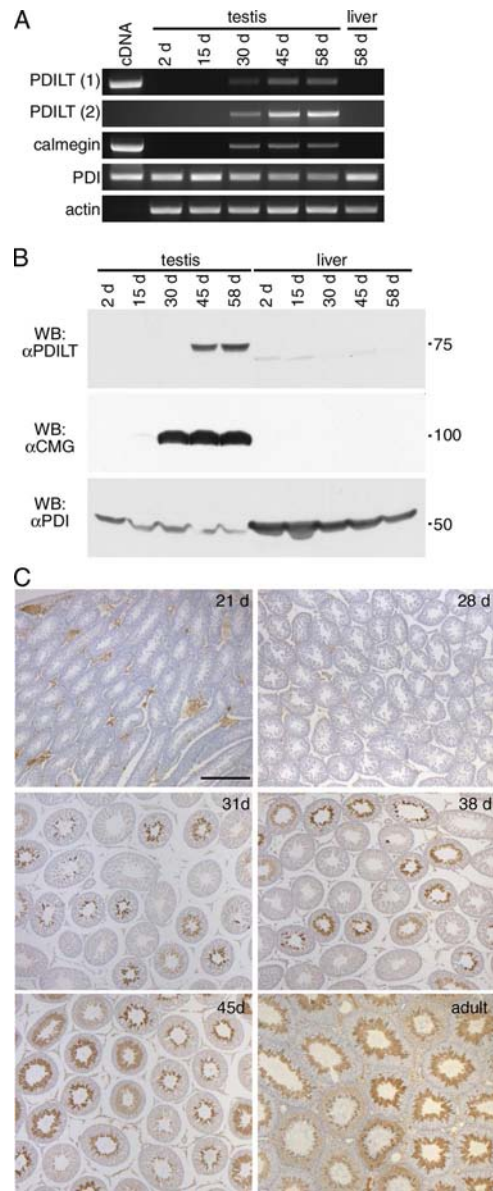 A
testis
liver
cDNA
2 d
15 d
30 d
45 d
58 d
58 d
PDILT (1)
PDILT (2)
calmegin
PDI
actin
B
testis
liver
2 d
15 d
30 d
45 d
58 d
2 d
15 d
30 d
45 d
58 d
WB:
αPDILT
·75
WB:
αCMG
·100
WB:
αPDI
·50
C
21 d
28 d
31d
38 d
45d
adult